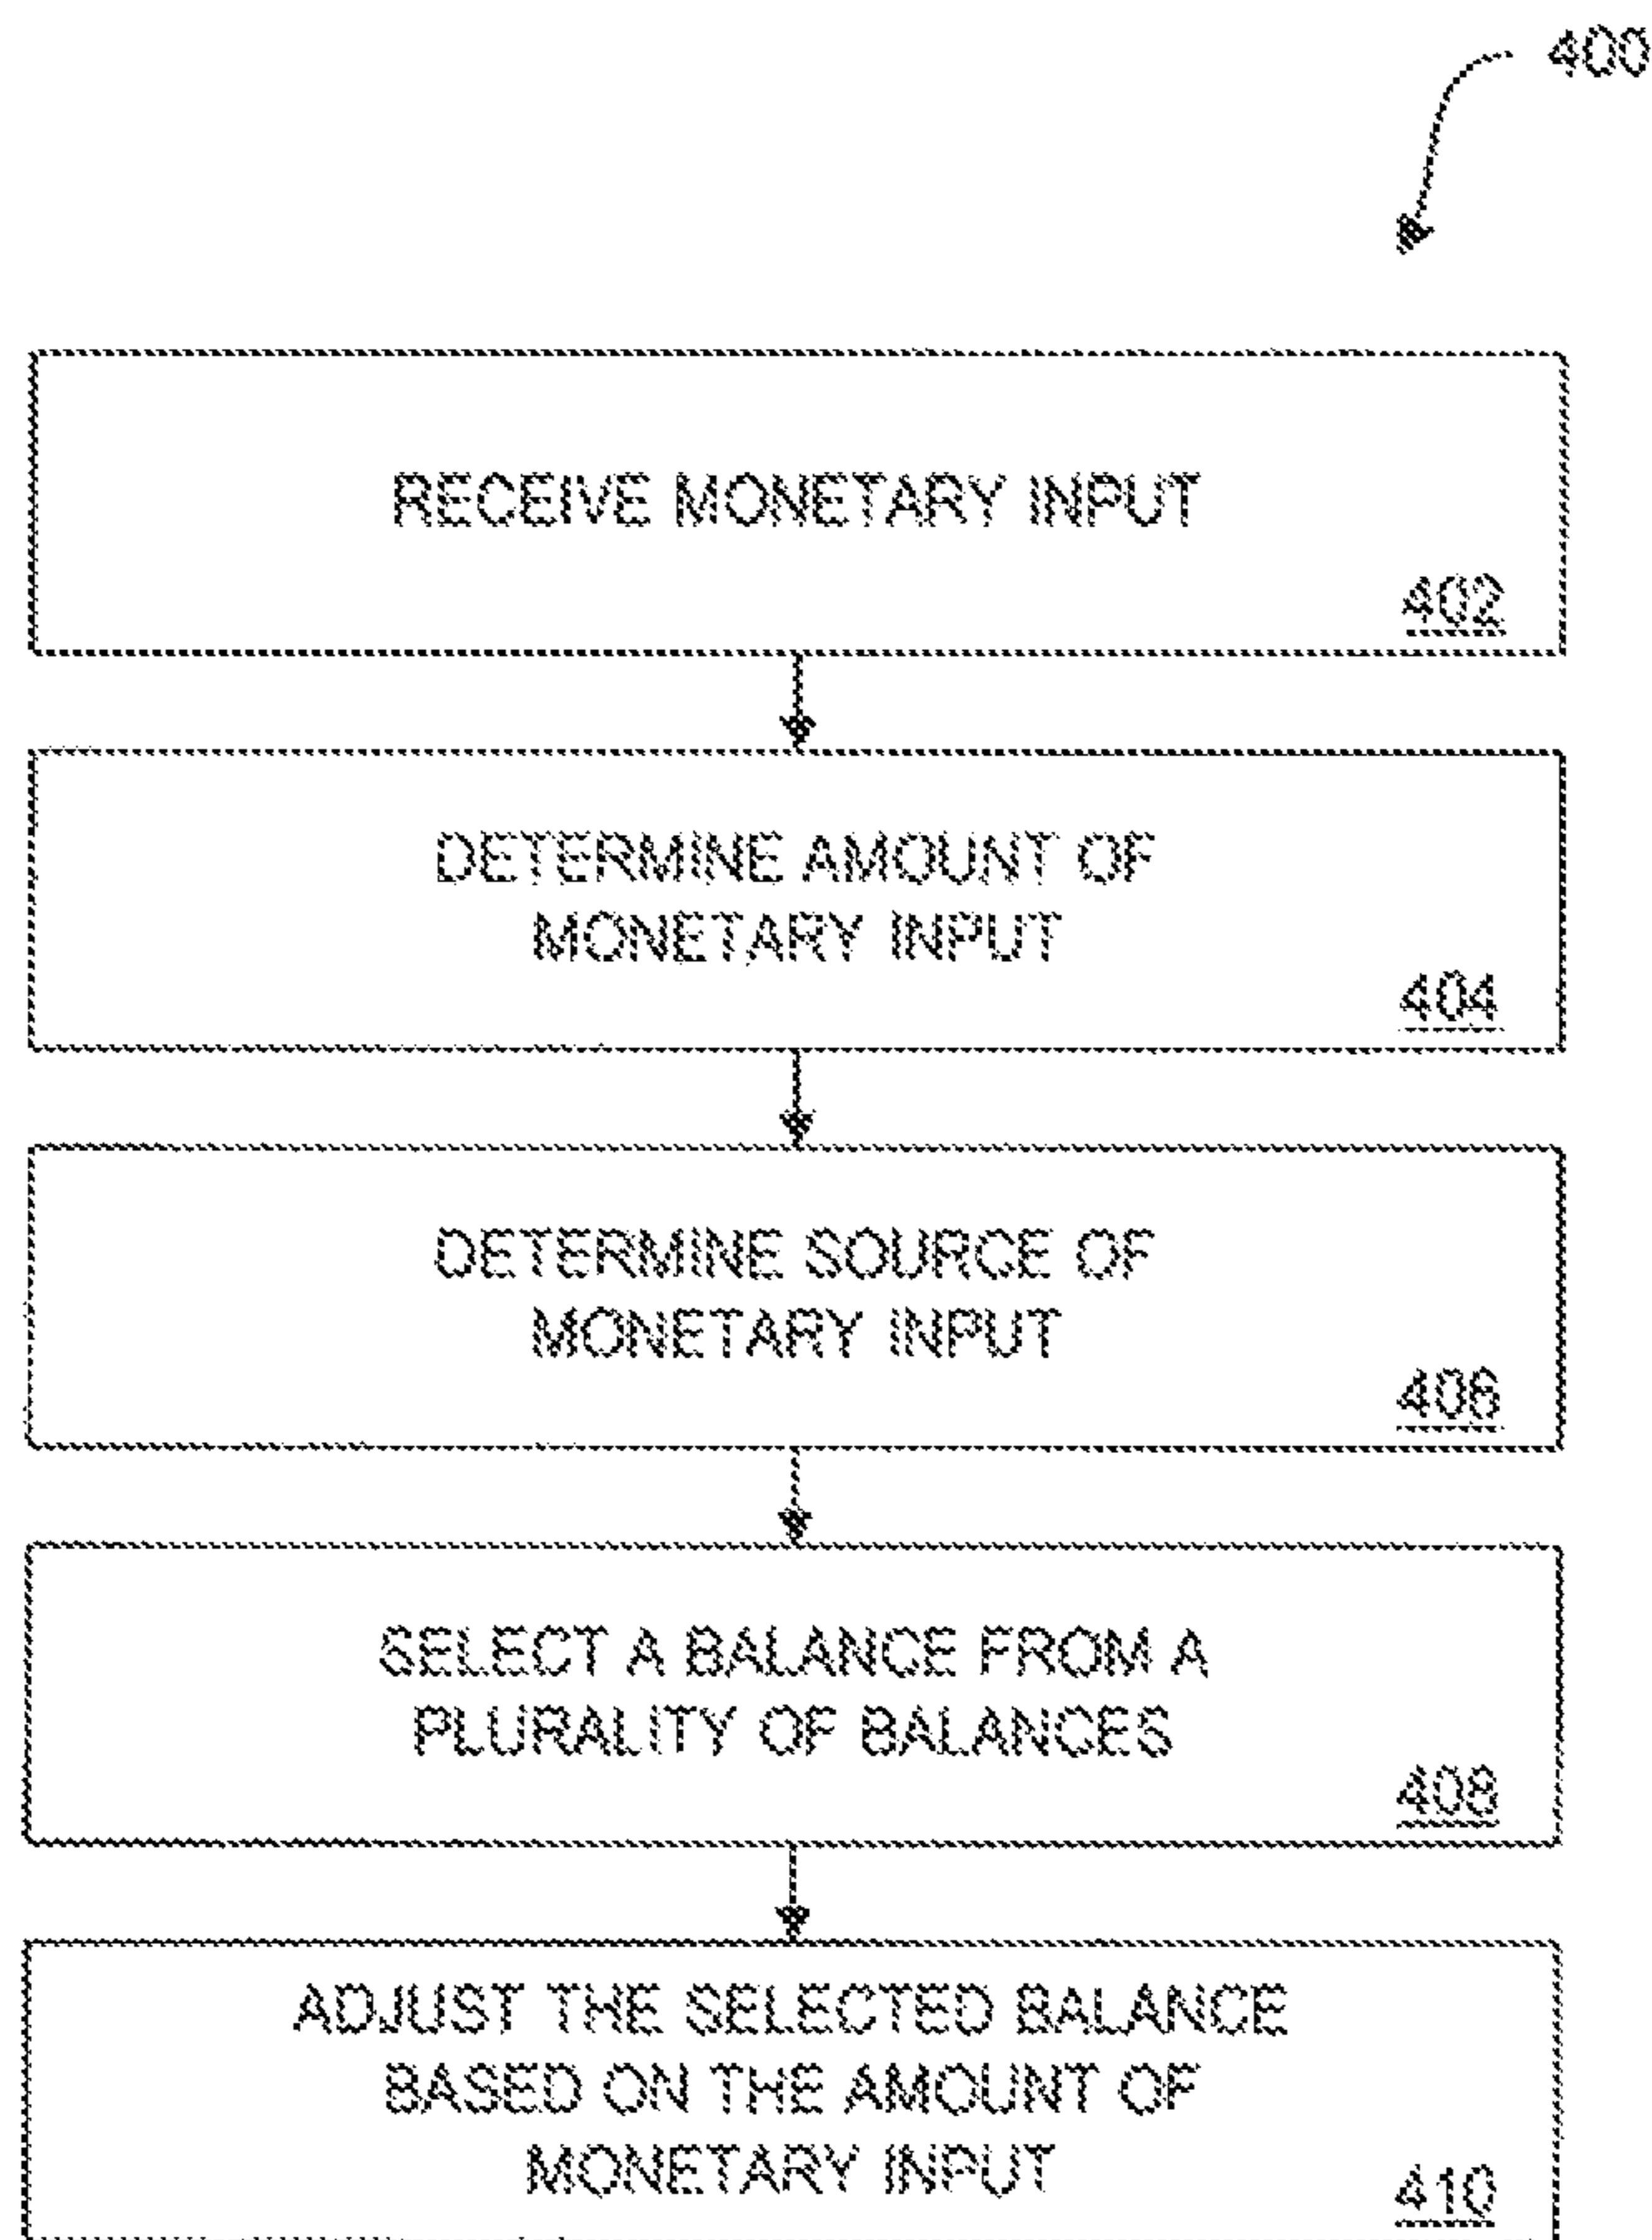 400
RECEIVE MONETARY INPUT
402
DETERMINE AMOUNT OF
MONETARY INPUT
404
DETERMINE SOURCE OF
MONETARY INPUT
406
SELECT A BALANCE FROM A
PLURALITY OF BALANCES
408
ADJUST THE SELECTED BALANCE
BASED ON THE AMOUNT OF
MONETARY INPUT
410